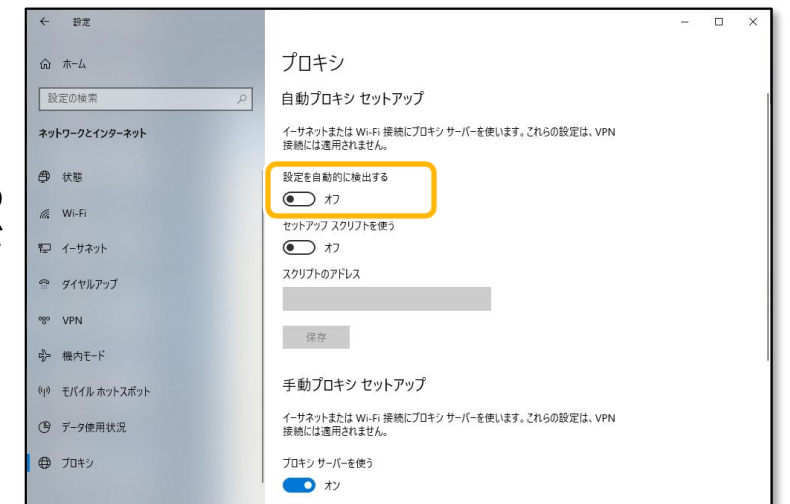 設定
ホーム
設定の検索
ネットワークとインターネット
状態
Wi-Fi
イーサネット
ダイヤルアップ
VPN
機内モード
モバイル ホットスポット
データ使用状況
プロキシ
プロキシ
自動プロキシ セットアップ
イーサネットまたは Wi-Fi 接続にプロキシ サーバーを使います。これらの設定は、VPN
接続には適用されません。
設定を自動的に検出する
オフ
セットアップ スクリプトを使う
オフ
スクリプトのアドレス
保存
手動プロキシ セットアップ
イーサネットまたは Wi-Fi 接続にプロキシ サーバーを使います。これらの設定は、VPN
接続には適用されません。
プロキシ サーバーを使う
オン